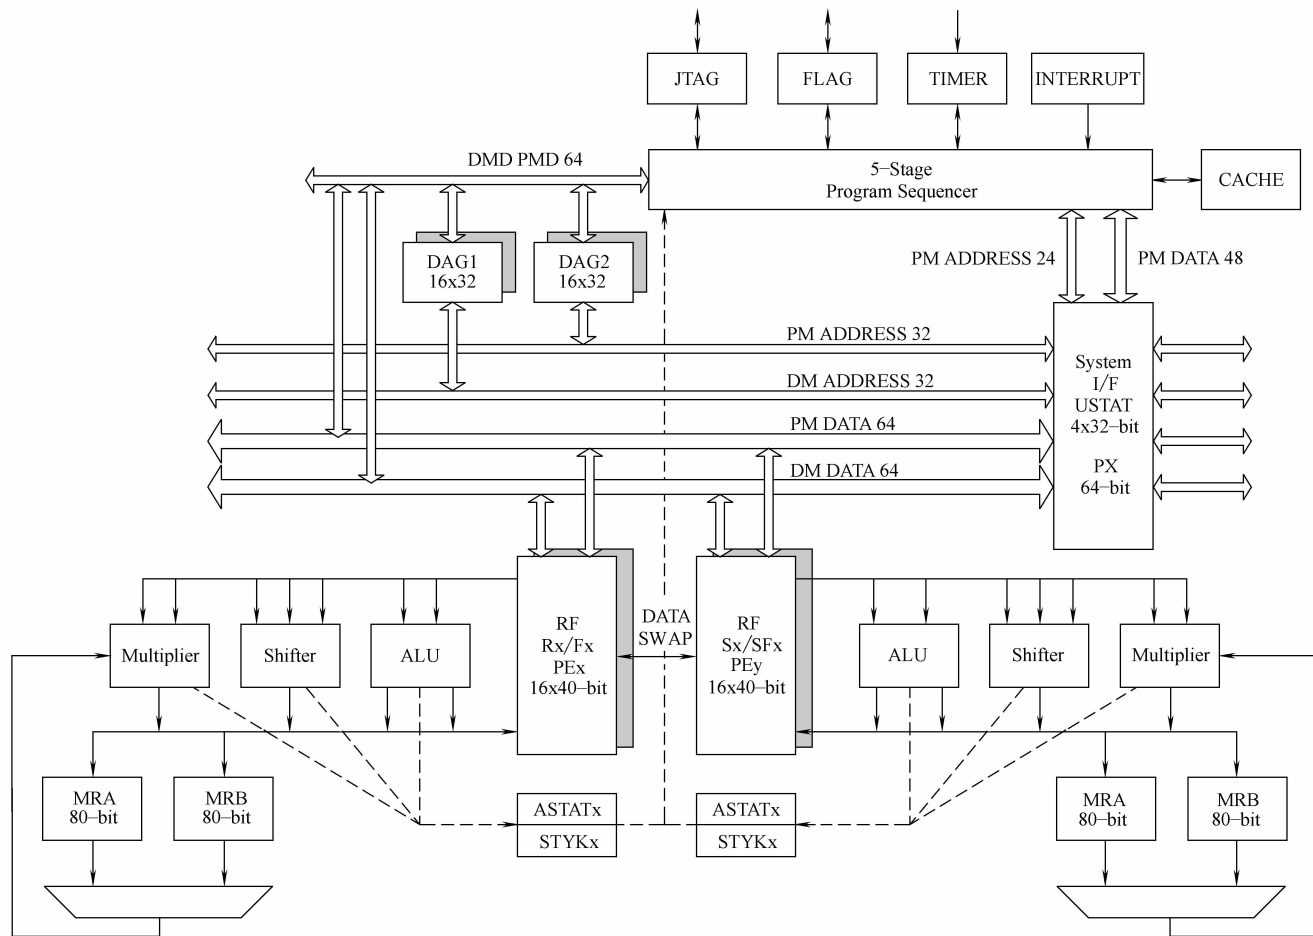 JTAG
FLAG
TIMER
INTERRUPT
DMD PMD 64
5−Stage
Program Sequencer
CACHE
DAG1
16x32
DAG2
16x32
PM ADDRESS 24
PM DATA 48
PM ADDRESS 32
DM ADDRESS 32
PM DATA 64
DM DATA 64
System
I/F
USTAT
4x32−bit
PX
64−bit
Multiplier
Shifter
ALU
RF
Rx/Fx
PEx
16x40−bit
DATA
SWAP
RF
Sx/SFx
PEy
16x40−bit
ALU
Shifter
Multiplier
MRA
80−bit
MRB
80−bit
ASTATx
STYKx
ASTATx
STYKx
MRA
80−bit
MRB
80−bit